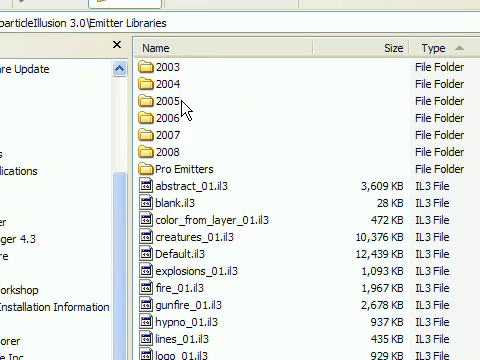 particleIllusion 3.0\Emitter Libraries
Name Size Type
are Update
2003 File Folder
2004 File Folder
2005 File Folder
2006 File Folder
2007 File Folder
2008 File Folder
s
lications
Pro Emitters File Folder
abstract_01.il3 3,609 KB IL3 File
blank.il3 28 KB IL3 File
er
color_from_layer_01.il3 472 KB IL3 File
ger 4.3
creatures_01.il3 10,376 KB IL3 File
re
Default.il3 12,439 KB IL3 File
explosions_01.il3 1,093 KB IL3 File
orkshop
fire_01.il3 1,967 KB IL3 File
Installation Information
gunfire_01.il3 2,678 KB IL3 File
hypno_01.il3 937 KB IL3 File
orer
lines_01.il3 435 KB IL3 File
e Inc
logo_01.il3 929 KB IL3 File